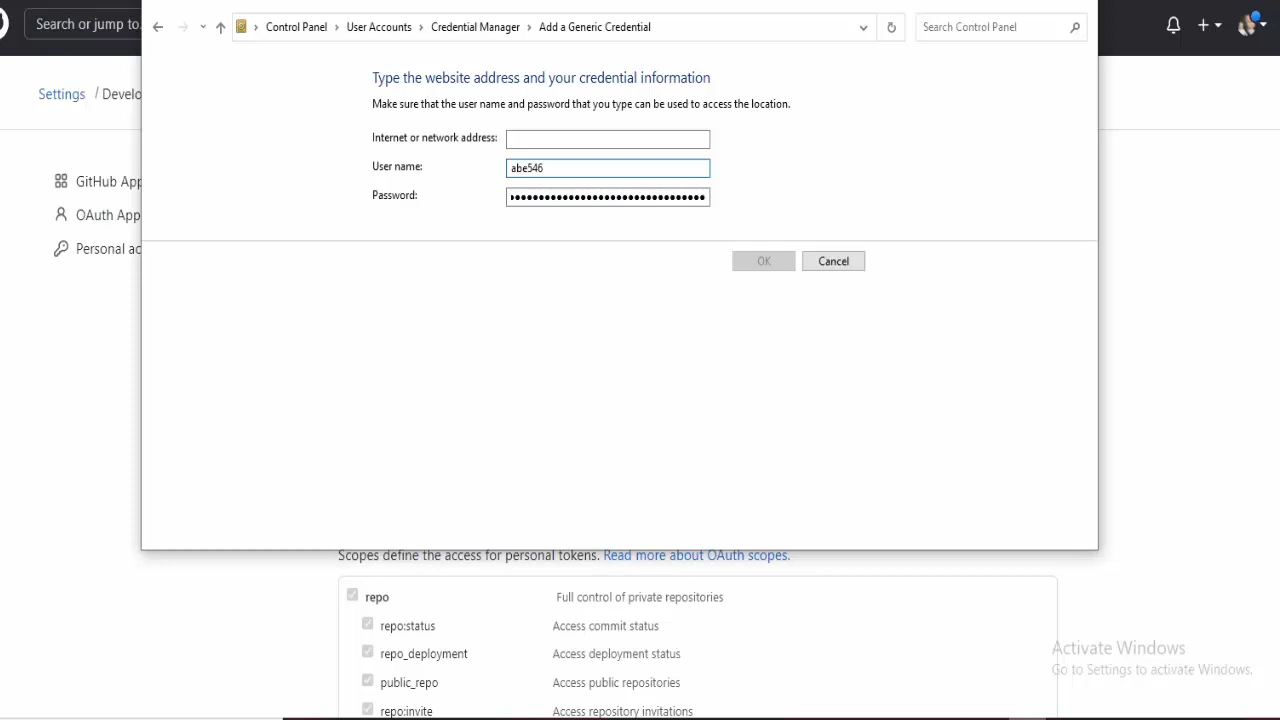 Search or jump to.
Control Panel › User Accounts › Credential Manager › Add a Generic Credential
Search Control Panel
Type the website address and your credential information
Make sure that the user name and password that you type can be used to access the location.
Settings / Develo
Internet or network address:
User name: abe546
Password: ••••••••••••••••••••••••••••••••••
GitHub App
OAuth App
Personal ac
OK Cancel
Scopes define the access for personal tokens. Read more about OAuth scopes.
repo Full control of private repositories
repo:status Access commit status
repo_deployment Access deployment status
public_repo Access public repositories
repo:invite Access repository invitations
Activate Windows
Go to Settings to activate Windows.